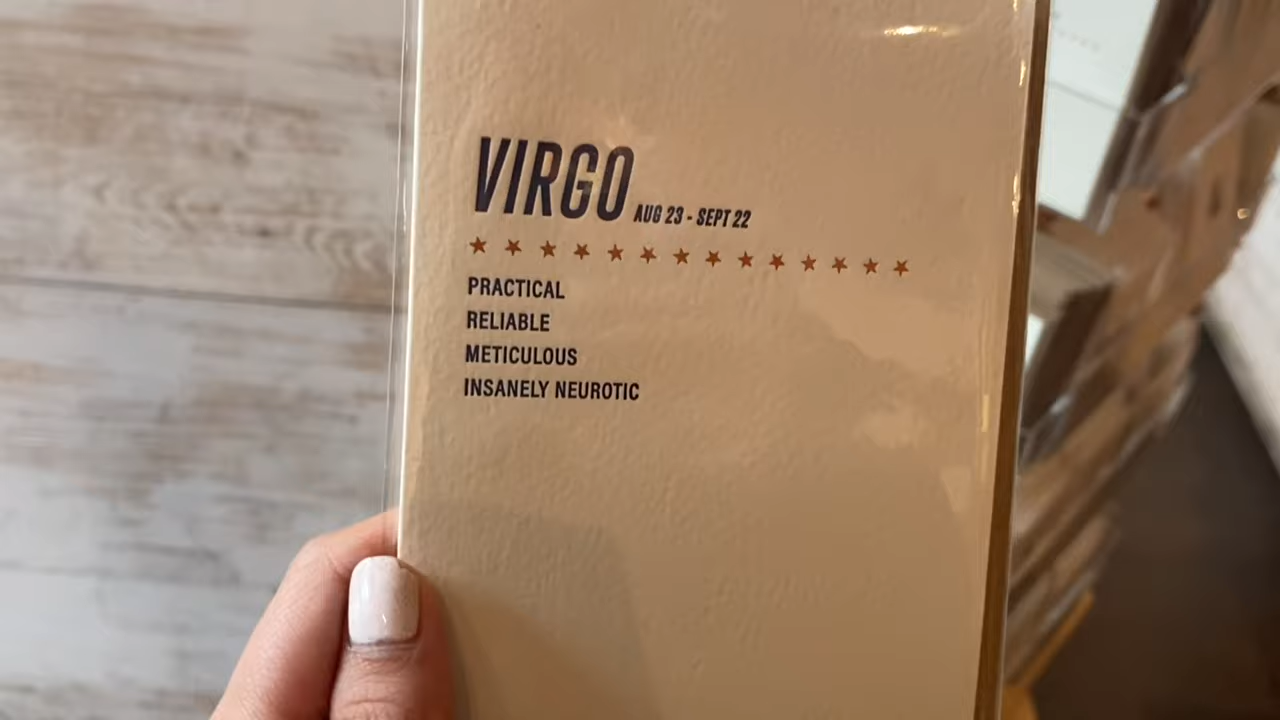 VIRGO AUG 23 - SEPT 22
PRACTICAL
RELIABLE
METICULOUS
INSANELY NEUROTIC